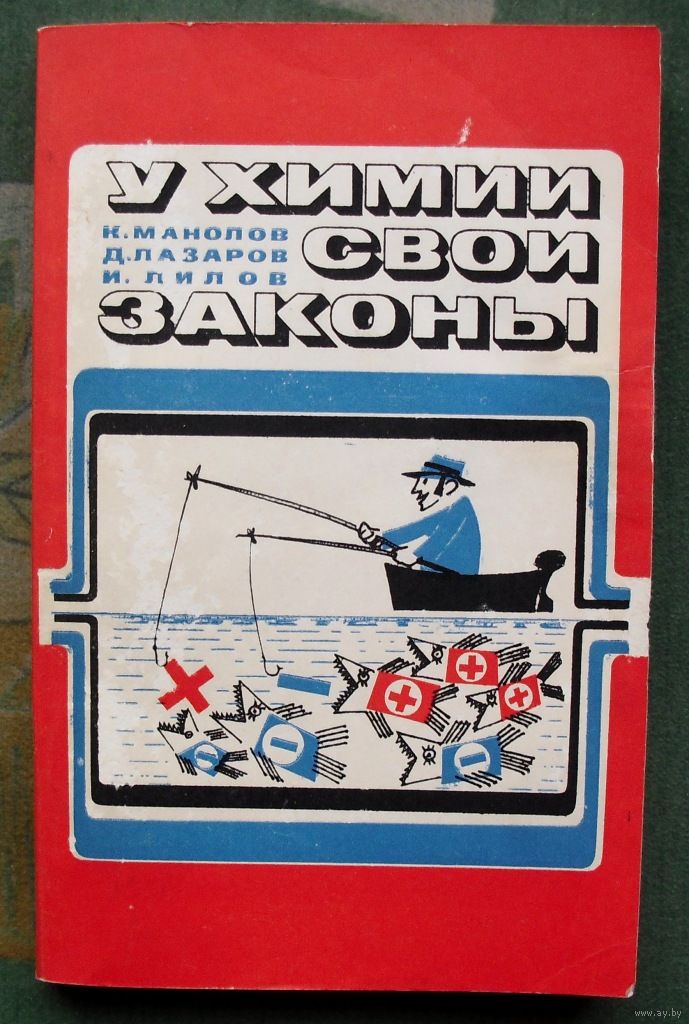 У ХИМИИ
К. МАНОЛОВ
Д. ЛАЗАРОВ
И. ЛИЛОВ
СВОИ
ЗАКОНЫ
www.ay.by